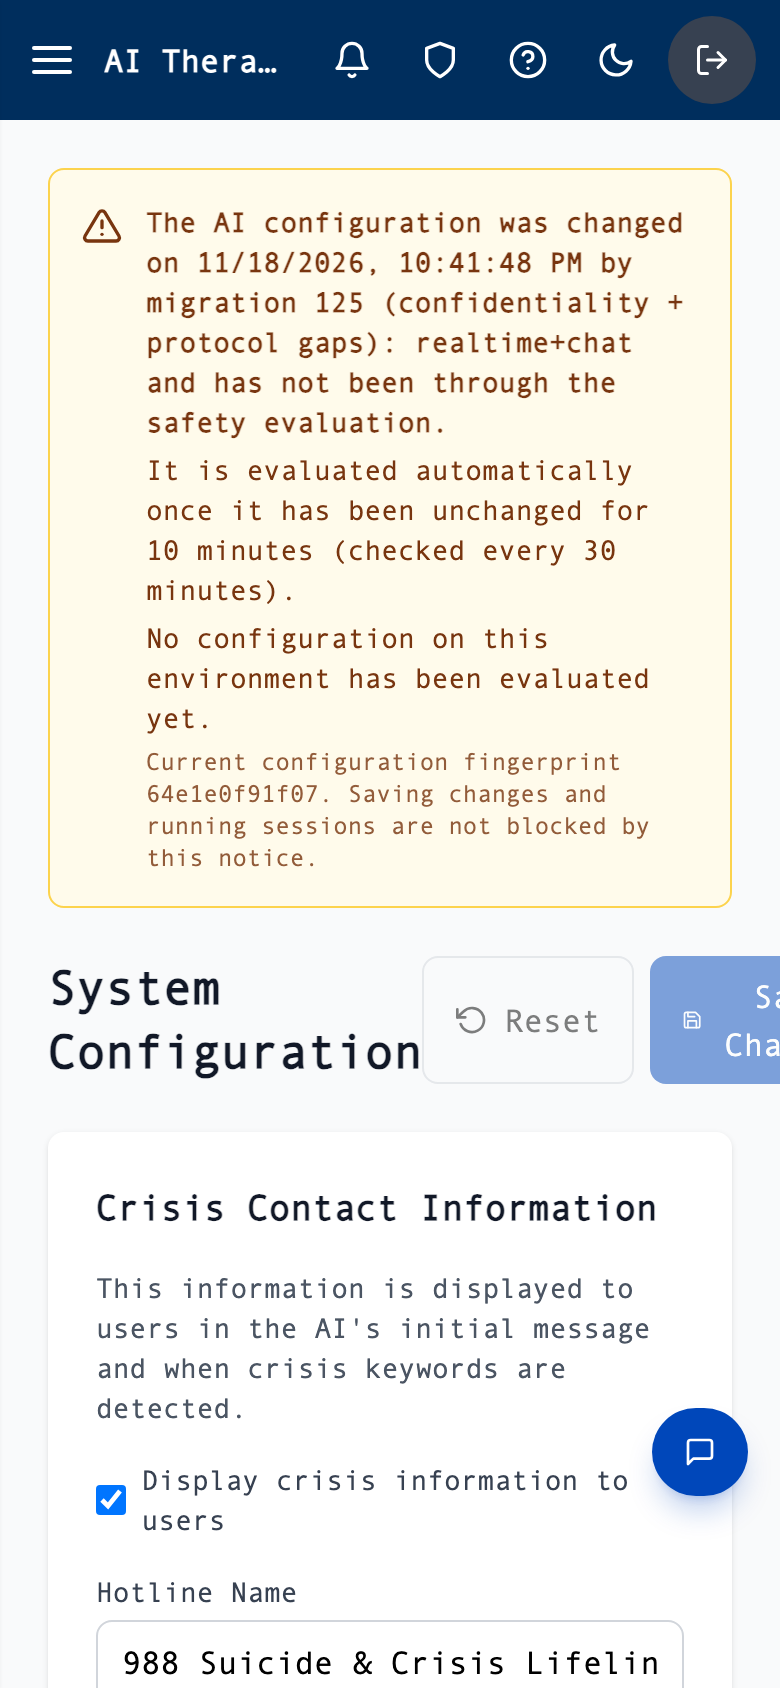 AI Thera…
The AI configuration was changed
on 11/18/2026, 10:41:48 PM by
migration 125 (confidentiality +
protocol gaps): realtime+chat
and has not been through the
safety evaluation.
It is evaluated automatically
once it has been unchanged for
10 minutes (checked every 30
minutes).
No configuration on this
environment has been evaluated
yet.
Current configuration fingerprint
64e1e0f91f07. Saving changes and
running sessions are not blocked by
this notice.
System
Configuration
Reset
Sa
Cha
Crisis Contact Information
This information is displayed to
users in the AI's initial message
and when crisis keywords are
detected.
Display crisis information to
users
Hotline Name
988 Suicide & Crisis Lifelin